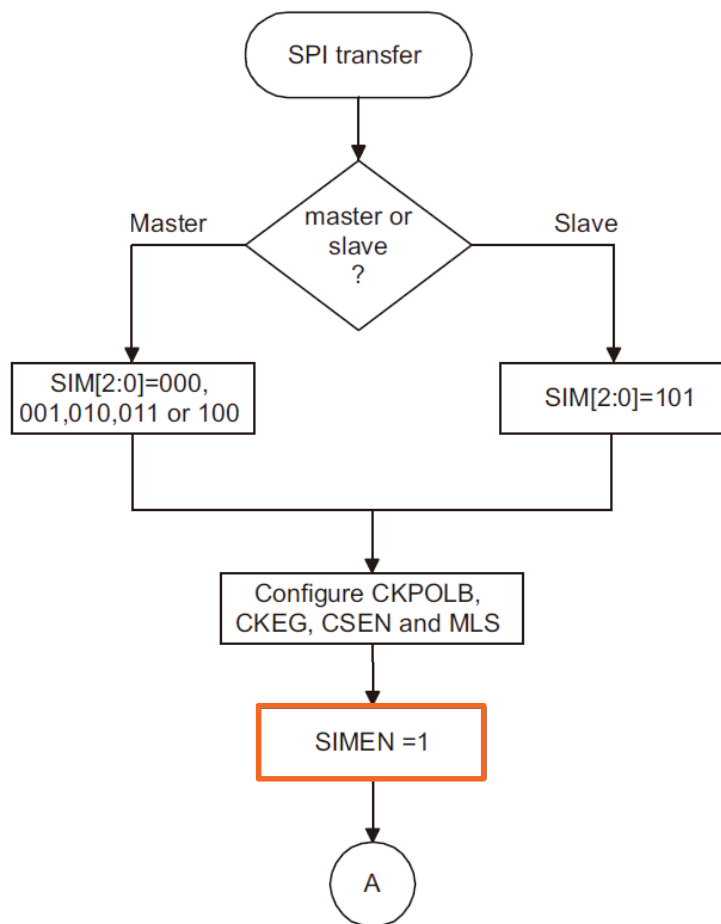 SPI transfer
master or
slave
?
Master
Slave
SIM[2:0]=000,
001,010,011 or 100
SIM[2:0]=101
Configure CKPOLB,
CKEG, CSEN and MLS
SIMEN =1
A